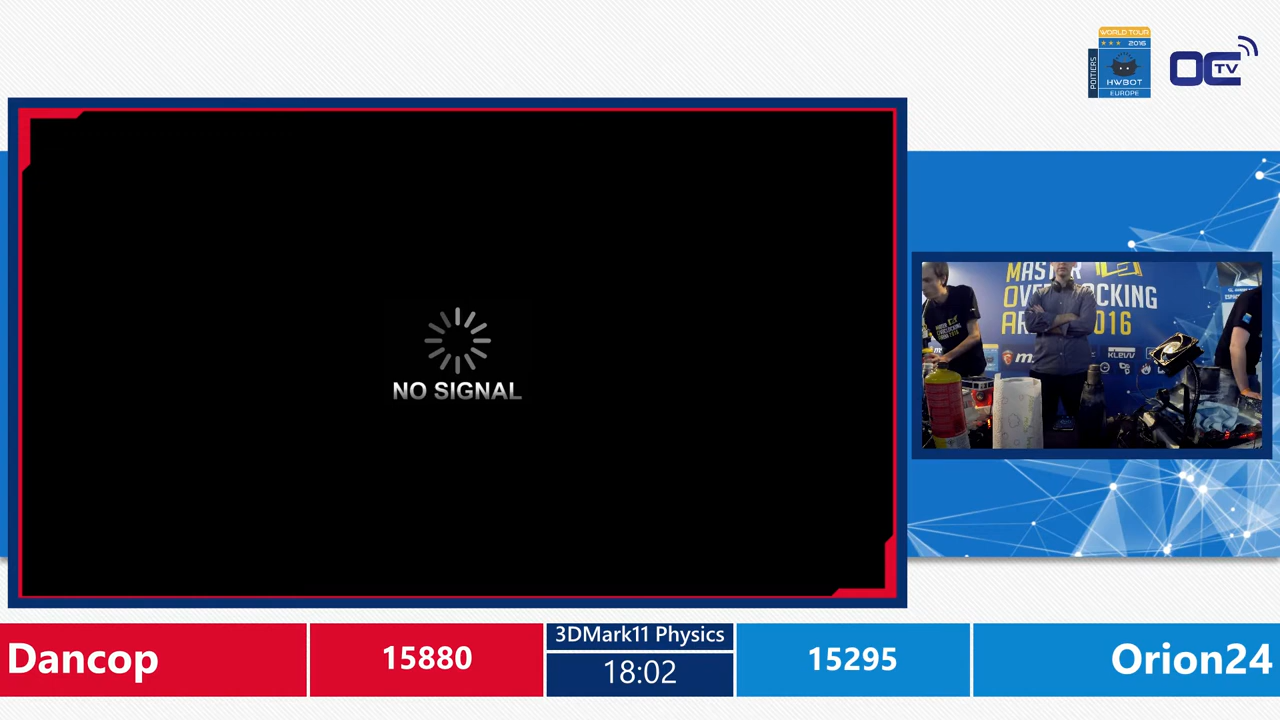 WORLD TOUR
2016
POITIERS
HWBOT
EUROPE
OC TV
NO SIGNAL
MASTER
OVERCLOCKING
2016
KLEVV
Dancop
15880
3DMark11 Physics
18:02
15295
Orion24